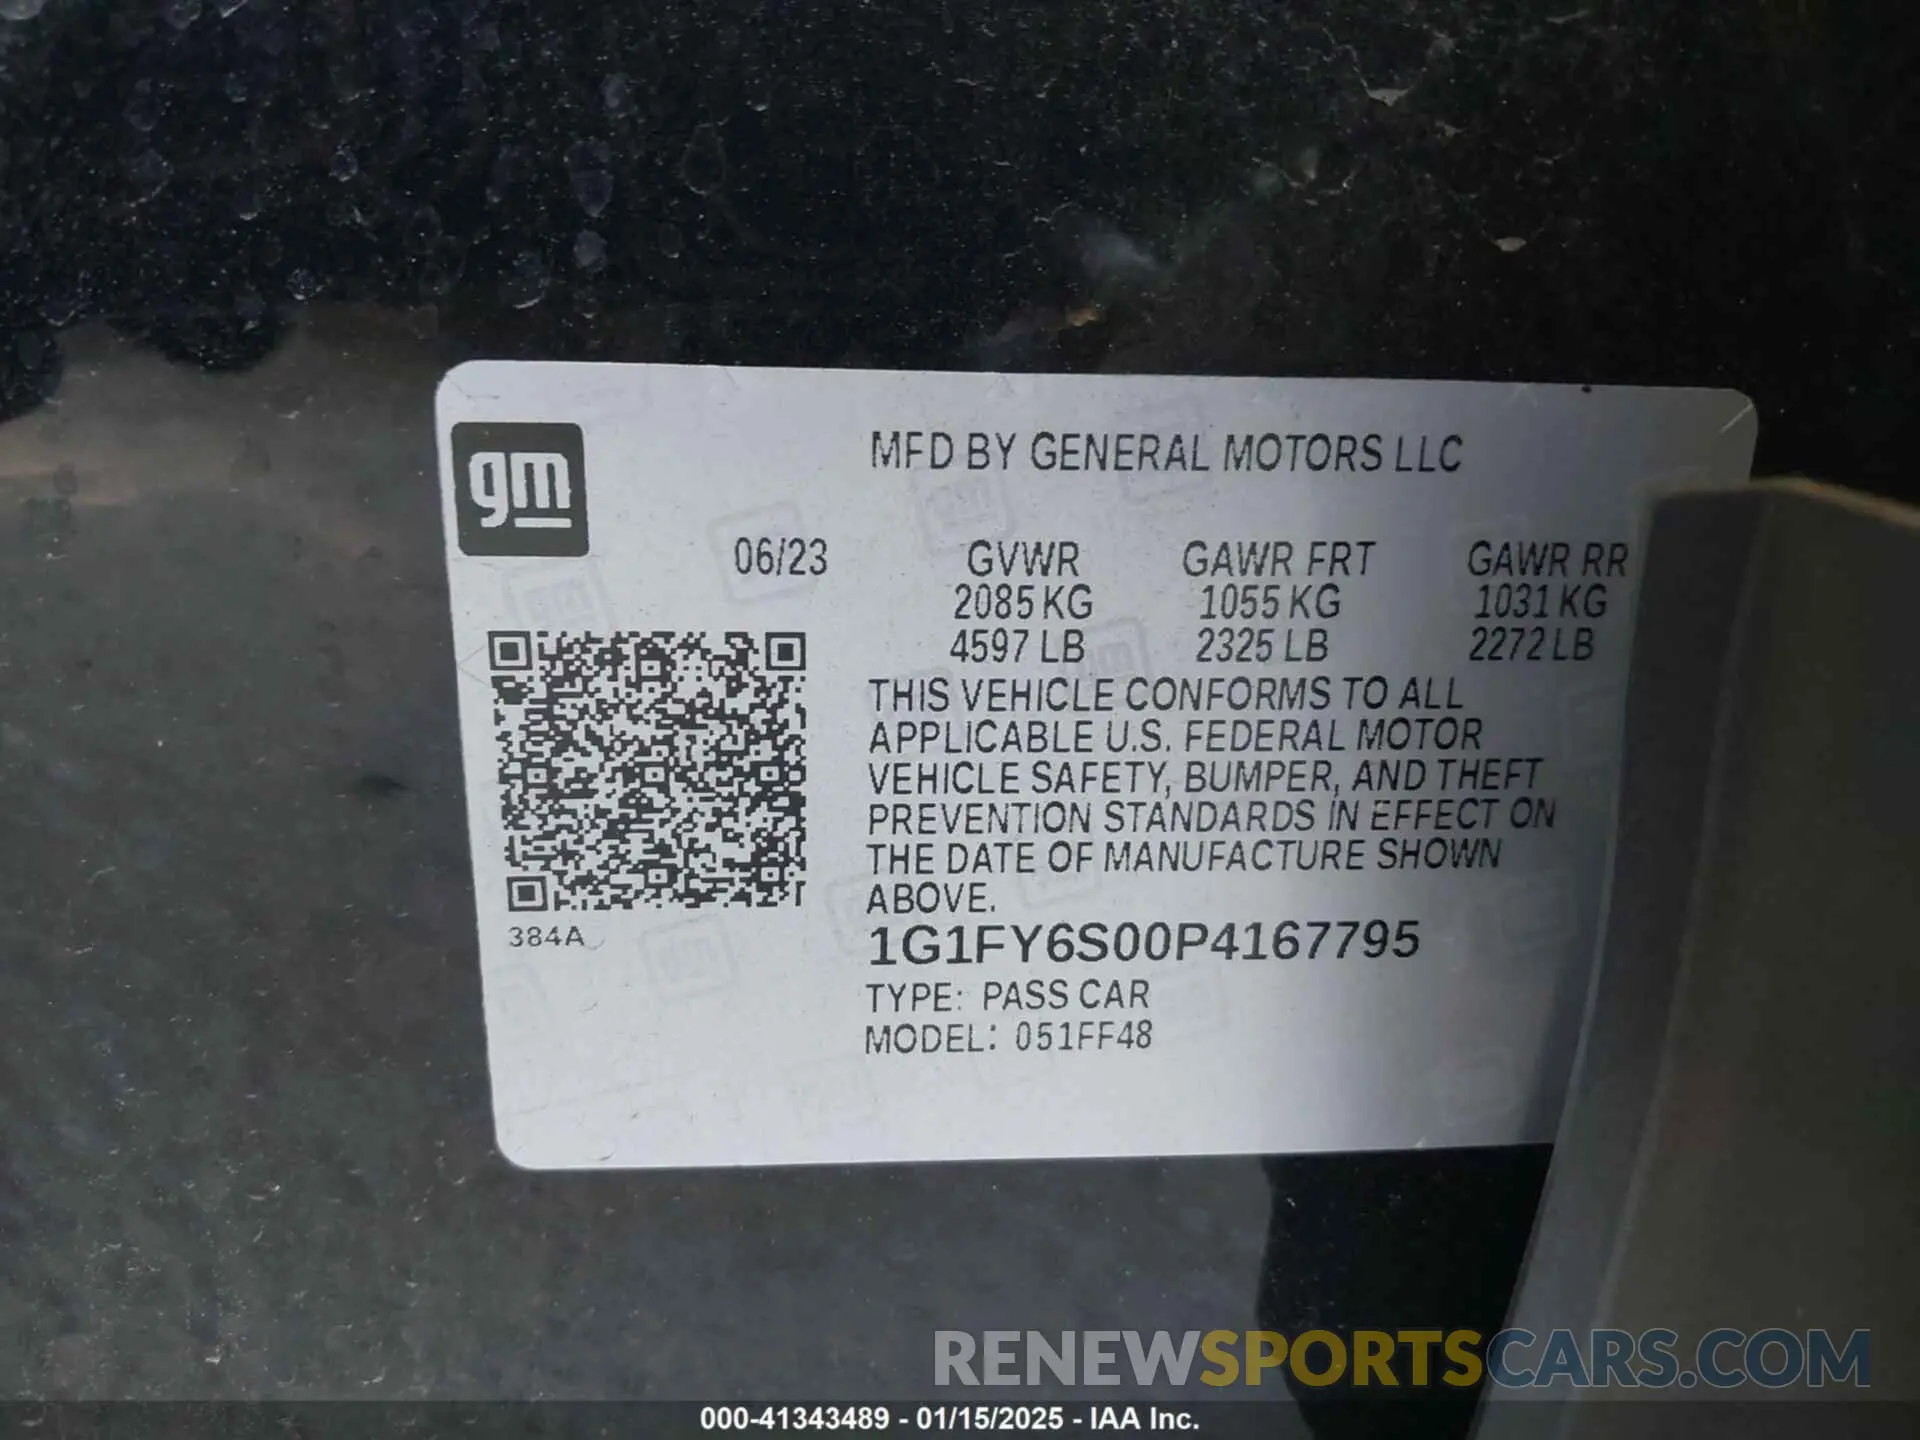 gm
MFD BY GENERAL MOTORS LLC
06/23 GVWR GAWR FRT GAWR RR
2085 KG 1055 KG 1031 KG
4597 LB 2325 LB 2272 LB
THIS VEHICLE CONFORMS TO ALL
APPLICABLE U.S. FEDERAL MOTOR
VEHICLE SAFETY, BUMPER, AND THEFT
PREVENTION STANDARDS IN EFFECT ON
THE DATE OF MANUFACTURE SHOWN
ABOVE.
384A
1G1FY6S00P4167795
TYPE: PASS CAR
MODEL: 051FF48
RENEWSPORTSCARS.COM
000-41343489 - 01/15/2025 - IAA Inc.